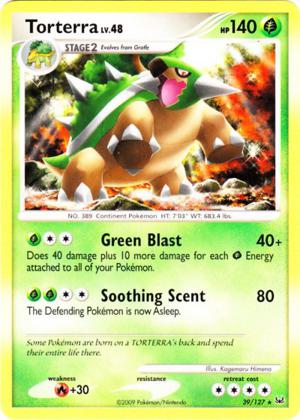 Torterra LV.48 HP 140
STAGE2 Evolves from Grotle
NO. 389 Continent Pokémon HT: 7'03" WT: 683.4 lbs.
Green Blast 40+
Does 40 damage plus 10 more damage for each Energy
attached to all of your Pokémon.
Soothing Scent 80
The Defending Pokémon is now Asleep.
Some Pokémon are born on a TORTERRA's back and spend
their entire life there.
Illus. Kagemaru Himeno
weakness resistance retreat cost
+30
©2009 Pokémon/Nintendo 39/127